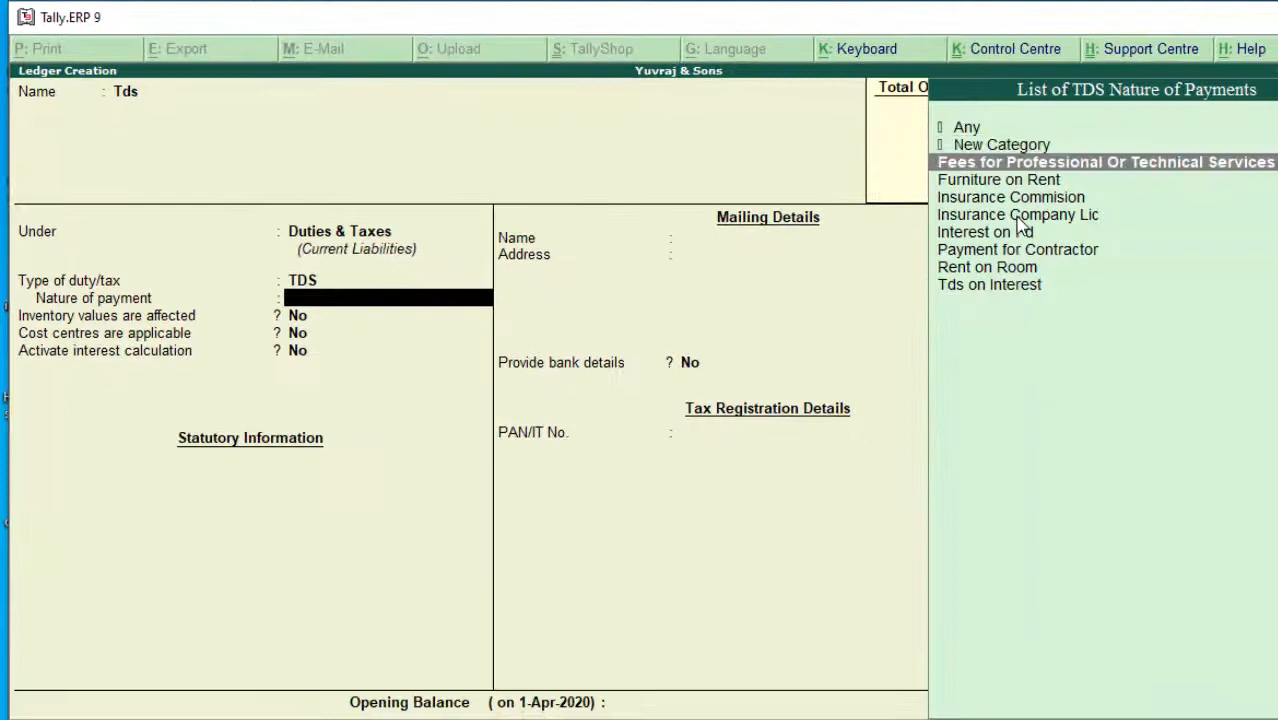 Tally.ERP 9
P: Print E: Export M: E-Mail O: Upload S: TallyShop G: Language K: Keyboard K: Control Centre H: Support Centre H: Help
Ledger Creation Yuvraj & Sons
Name : Tds
Total O
List of TDS Nature of Payments
Any
New Category
Fees for Professional Or Technical Services
Furniture on Rent
Insurance Commision
Insurance Company Lic
Interest on
Payment for Contractor
Rent on Room
Tds on Interest
Under : Duties & Taxes
(Current Liabilities)
Type of duty/tax : TDS
Nature of payment :
Inventory values are affected ? No
Cost centres are applicable ? No
Activate interest calculation ? No
Statutory Information
Mailing Details
Name :
Address :
Provide bank details ? No
Tax Registration Details
PAN/IT No. :
Opening Balance ( on 1-Apr-2020) :